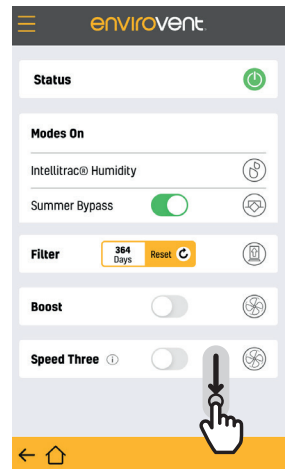 envirovent.
Status
Modes On
Intellitrac® Humidity
Summer Bypass
Filter 364 Days Reset
Boost
Speed Three i